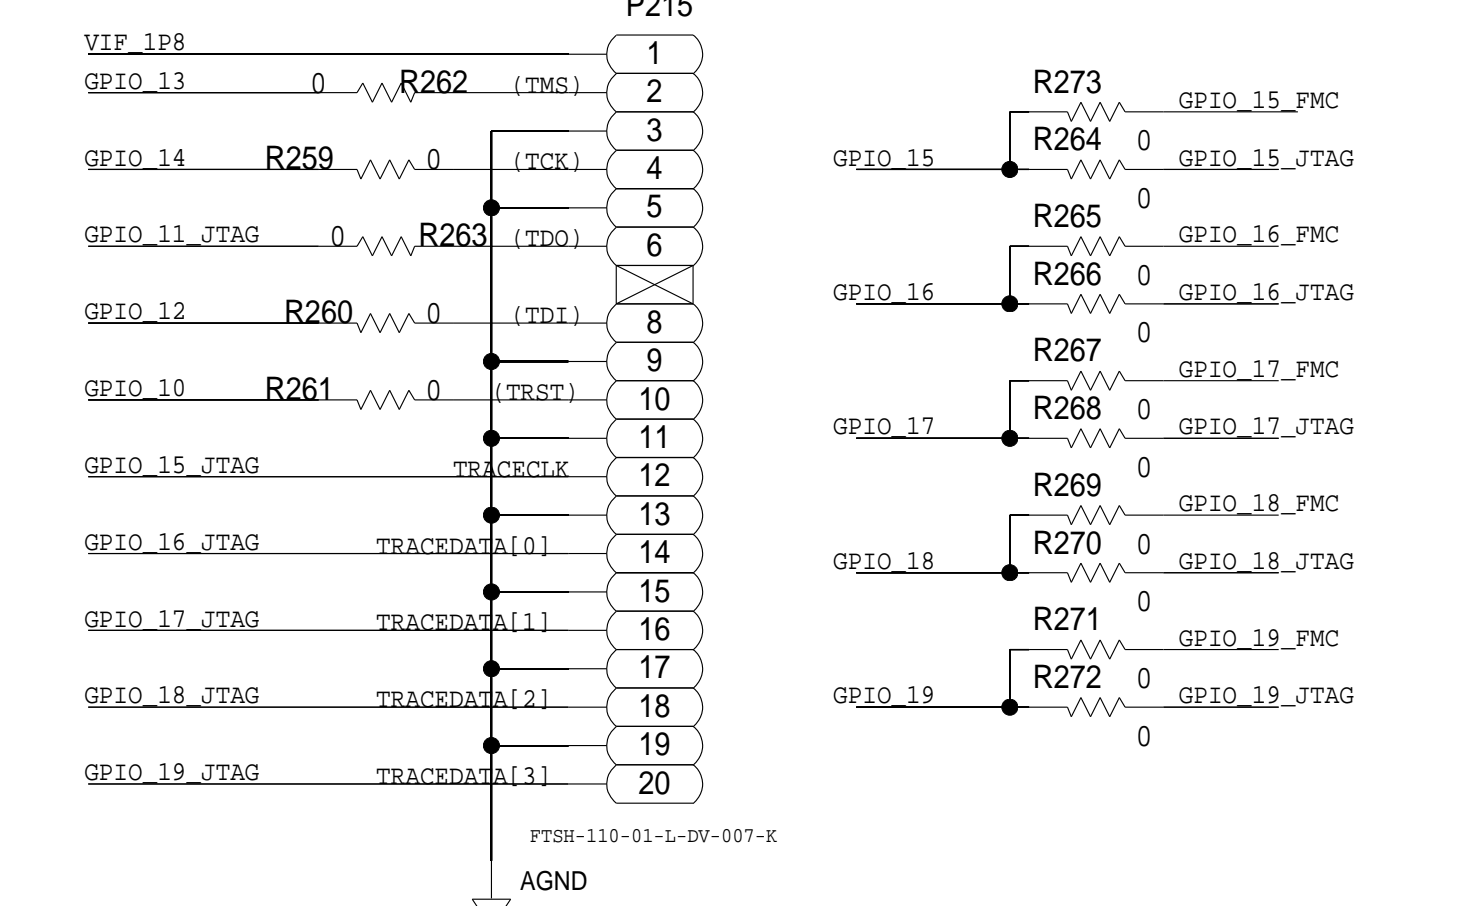 P215
VIF_1P8 1
GPIO_13 0 R262 (TMS) 2
3
GPIO_14 R259 0 (TCK) 4
5
GPIO_11_JTAG 0 R263 (TDO) 6
GPIO_12 R260 0 (TDI) 8
9
GPIO_10 R261 0 (TRST) 10
11
GPIO_15_JTAG TRACECLK 12
13
GPIO_16_JTAG TRACEDATA[0] 14
15
GPIO_17_JTAG TRACEDATA[1] 16
17
GPIO_18_JTAG TRACEDATA[2] 18
19
GPIO_19_JTAG TRACEDATA[3] 20
FTSH-110-01-L-DV-007-K
AGND
R273 GPIO_15_FMC
R264 0
GPIO_15 GPIO_15_JTAG
0
R265 GPIO_16_FMC
R266 0
GPIO_16 GPIO_16_JTAG
0
R267 GPIO_17_FMC
R268 0
GPIO_17 GPIO_17_JTAG
0
R269 GPIO_18_FMC
R270 0
GPIO_18 GPIO_18_JTAG
0
R271 GPIO_19_FMC
R272 0
GPIO_19 GPIO_19_JTAG
0